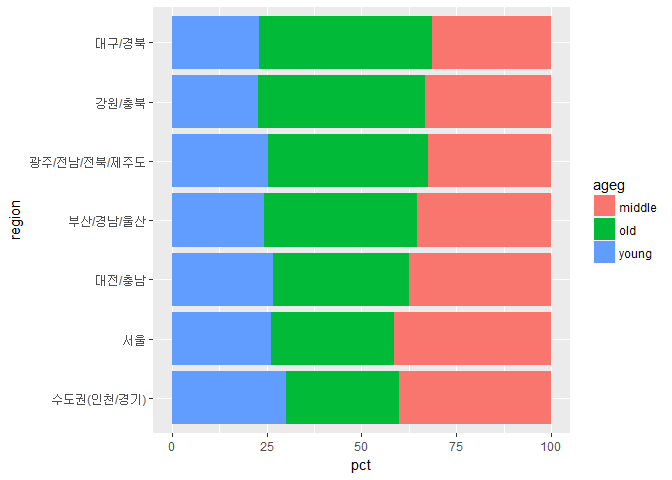 region
대구/경북
강원/충북
광주/전남/전북/제주도
부산/경남/울산
대전/충남
서울
수도권(인천/경기)
0 25 50 75 100
pct
ageg
middle
old
young